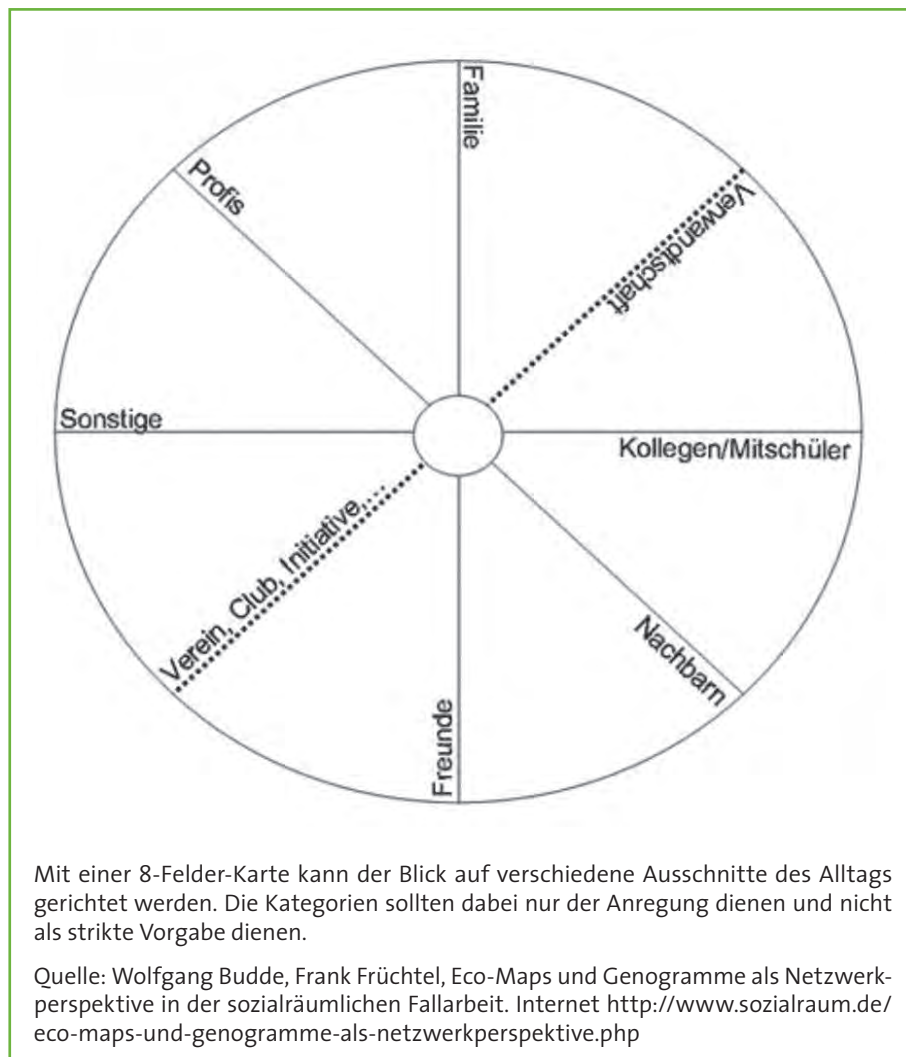 Familie
Verwandtschaft
Profis
Sonstige
Kollegen/Mitschüler
Verein, Club, Initiative,...
Nachbarn
Freunde
Mit einer 8-Felder-Karte kann der Blick auf verschiedene Ausschnitte des Alltags
gerichtet werden. Die Kategorien sollten dabei nur der Anregung dienen und nicht
als strikte Vorgabe dienen.
Quelle: Wolfgang Budde, Frank Früchtel, Eco-Maps und Genogramme als Netzwerk-
perspektive in der sozialräumlichen Fallarbeit. Internet http://www.sozialraum.de/
eco-maps-und-genogramme-als-netzwerkperspektive.php